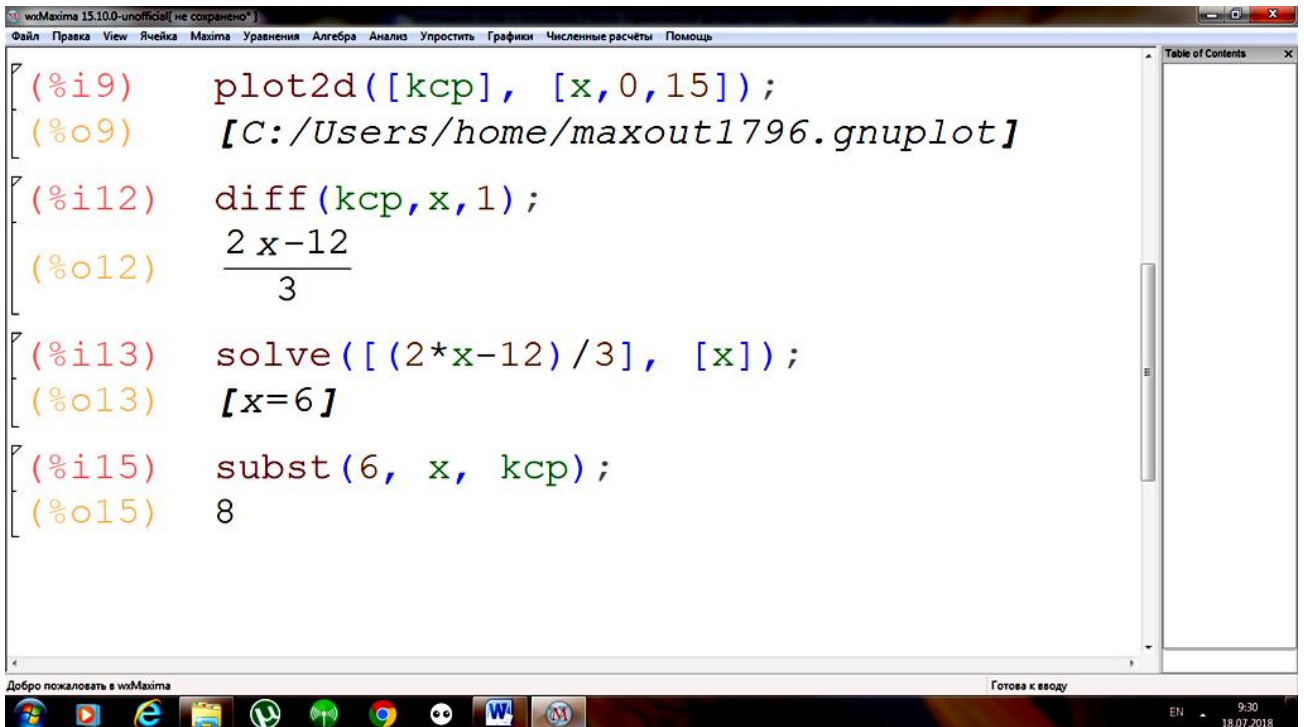 wxMaxima 15.10.0-unofficial[ не сохранено* ]
Файл Правка View Ячейка Maxima Уравнения Алгебра Анализ Упростить Графики Численные расчёты Помощь
Table of Contents
(%i9) plot2d([kcp], [x,0,15]);
(%o9) [C:/Users/home/maxout1796.gnuplot]
(%i12) diff(kcp,x,1);
2 x-12
(%o12)
3
(%i13) solve([(2*x-12)/3], [x]);
(%o13) [x=6]
(%i15) subst(6, x, kcp);
(%o15) 8
Добро пожаловать в wxMaxima
Готова к вводу
EN
9:30
18.07.2018